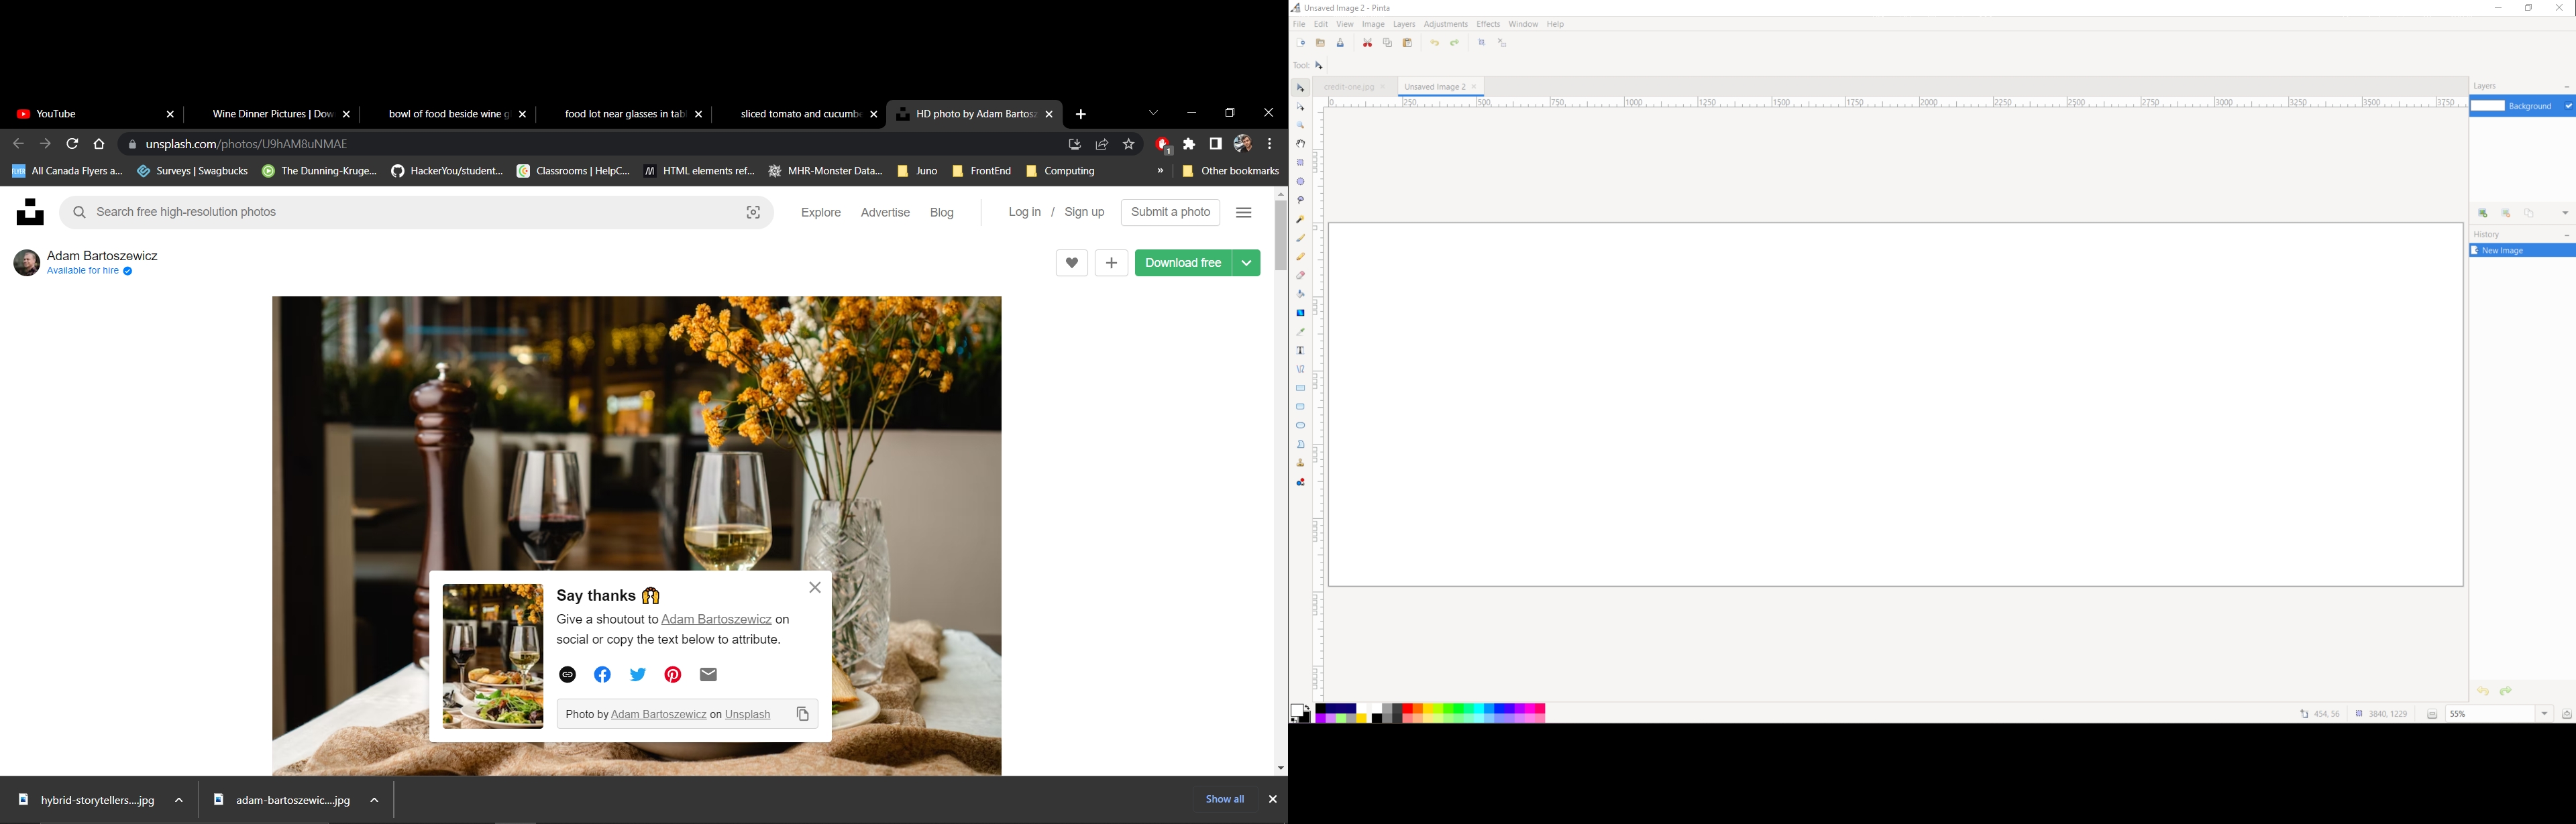 YouTube
Wine Dinner Pictures | Dow
bowl of food beside wine g
food lot near glasses in tabl
sliced tomato and cucumbe
HD photo by Adam Bartosz
unsplash.com/photos/U9hAM8uNMAE
1
All Canada Flyers a...
Surveys | Swagbucks
The Dunning-Kruge...
HackerYou/student...
Classrooms | HelpC...
HTML elements ref...
MHR-Monster Data...
Juno
FrontEnd
Computing
»
Other bookmarks
Search free high-resolution photos
Explore
Advertise
Blog
Log in / Sign up
Submit a photo
Adam Bartoszewicz
Available for hire
Download free
Say thanks 🙌
Give a shoutout to Adam Bartoszewicz on
social or copy the text below to attribute.
Photo by Adam Bartoszewicz on Unsplash
hybrid-storytellers....jpg
adam-bartoszewic....jpg
Show all
Unsaved Image 2 - Pinta
File Edit View Image Layers Adjustments Effects Window Help
Tool:
credit-one.jpg
Unsaved Image 2
0 250 500 750 1000 1250 1500 1750 2000 2250 2500 2750 3000 3250 3500 3750
Layers
Background
History
New Image
454, 56
3840, 1229
55%